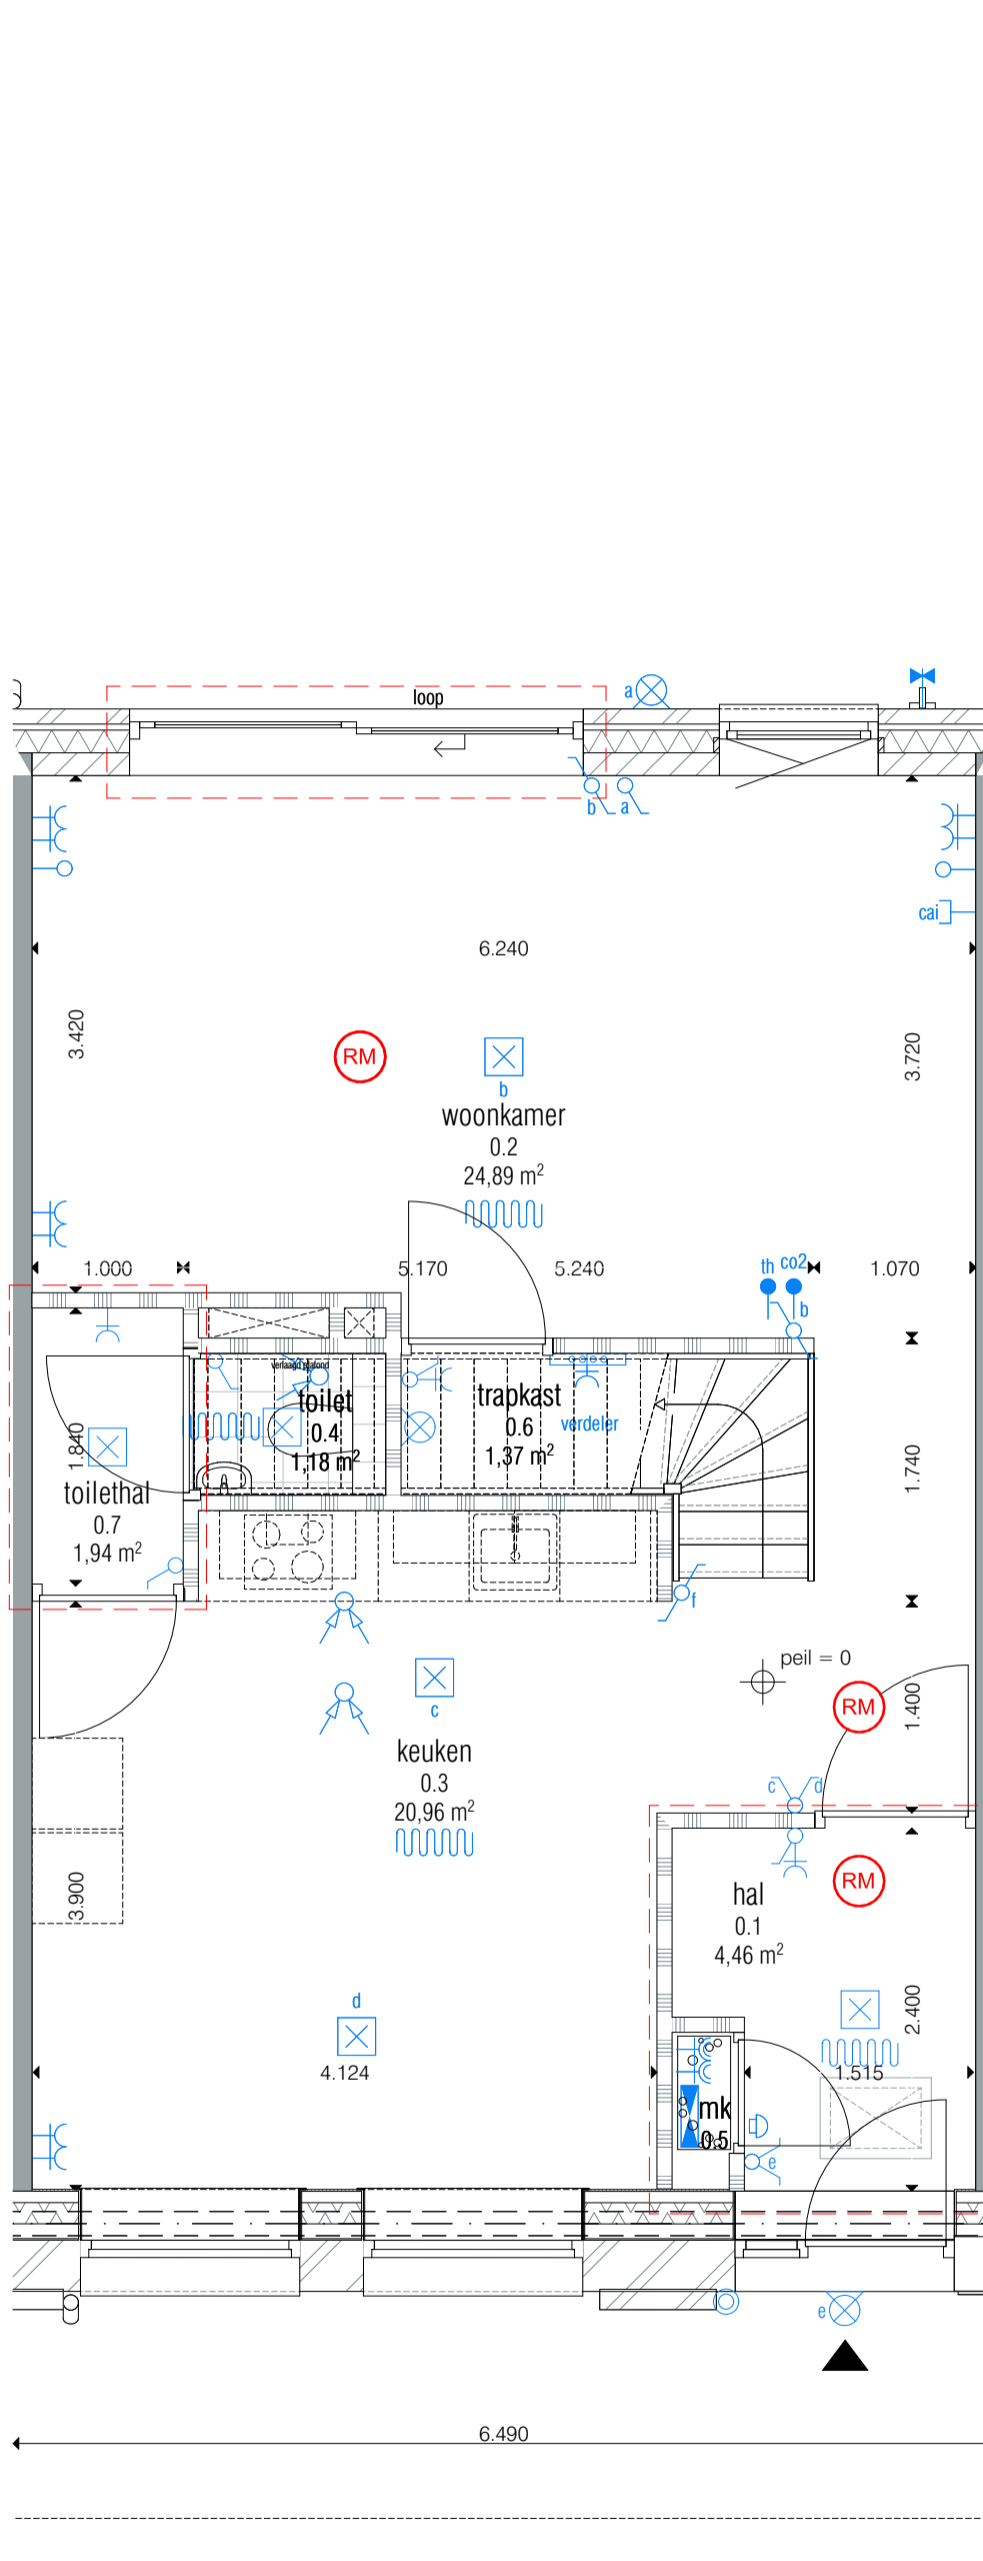 loop
a
b
a
cai
6.240
3.420
3.720
RM
b
woonkamer
0.2
24,89 m²
1.000
5.170
5.240
1.070
th
co2
b
verlaagd plafond
toilet
0.4
1,18 m²
trapkast
0.6
1,37 m²
verdeler
1.840
1.740
toilethal
0.7
1,94 m²
f
peil = 0
c
RM
1.400
keuken
0.3
20,96 m²
c
d
3.900
RM
hal
0.1
4,46 m²
d
2.400
4.124
1.515
mk
0.5
e
e
6.490